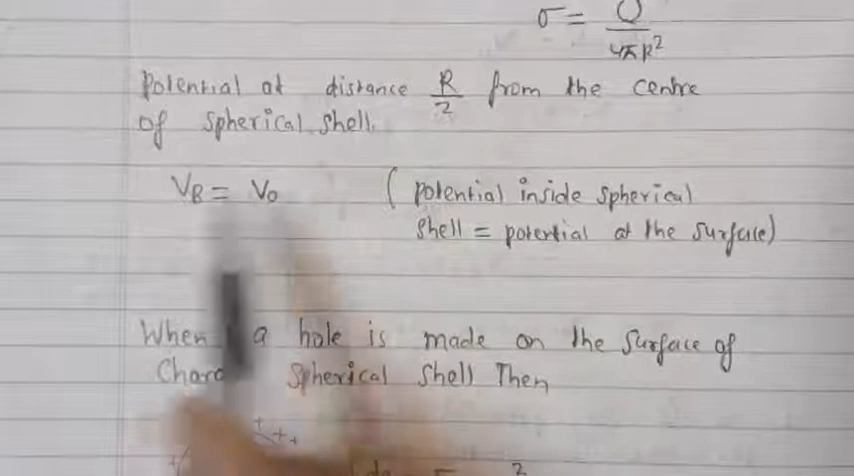 σ = Q
4πR²
Potential at distance R/2 from the centre
of spherical shell.
V_B = V_0 ( potential inside spherical
shell = potential at the surface)
When a hole is made on the surface of
Spherical Shell Then